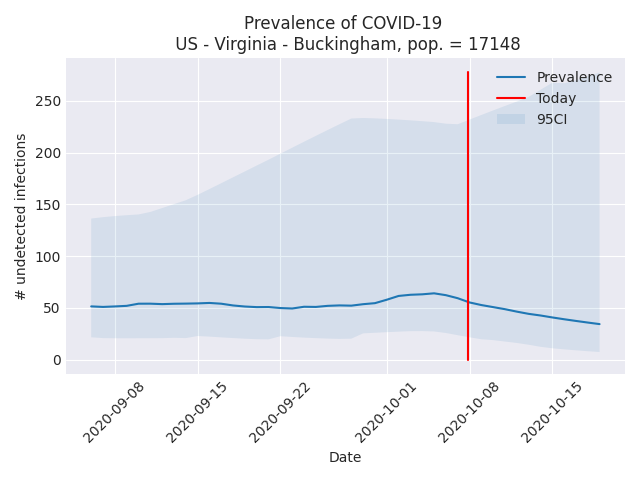 Prevalence of COVID-19
US - Virginia - Buckingham, pop. = 17148
Prevalence
Today
95CI
# undetected infections
250
200
150
100
50
0
2020-09-08
2020-09-15
2020-09-22
2020-10-01
2020-10-08
2020-10-15
Date